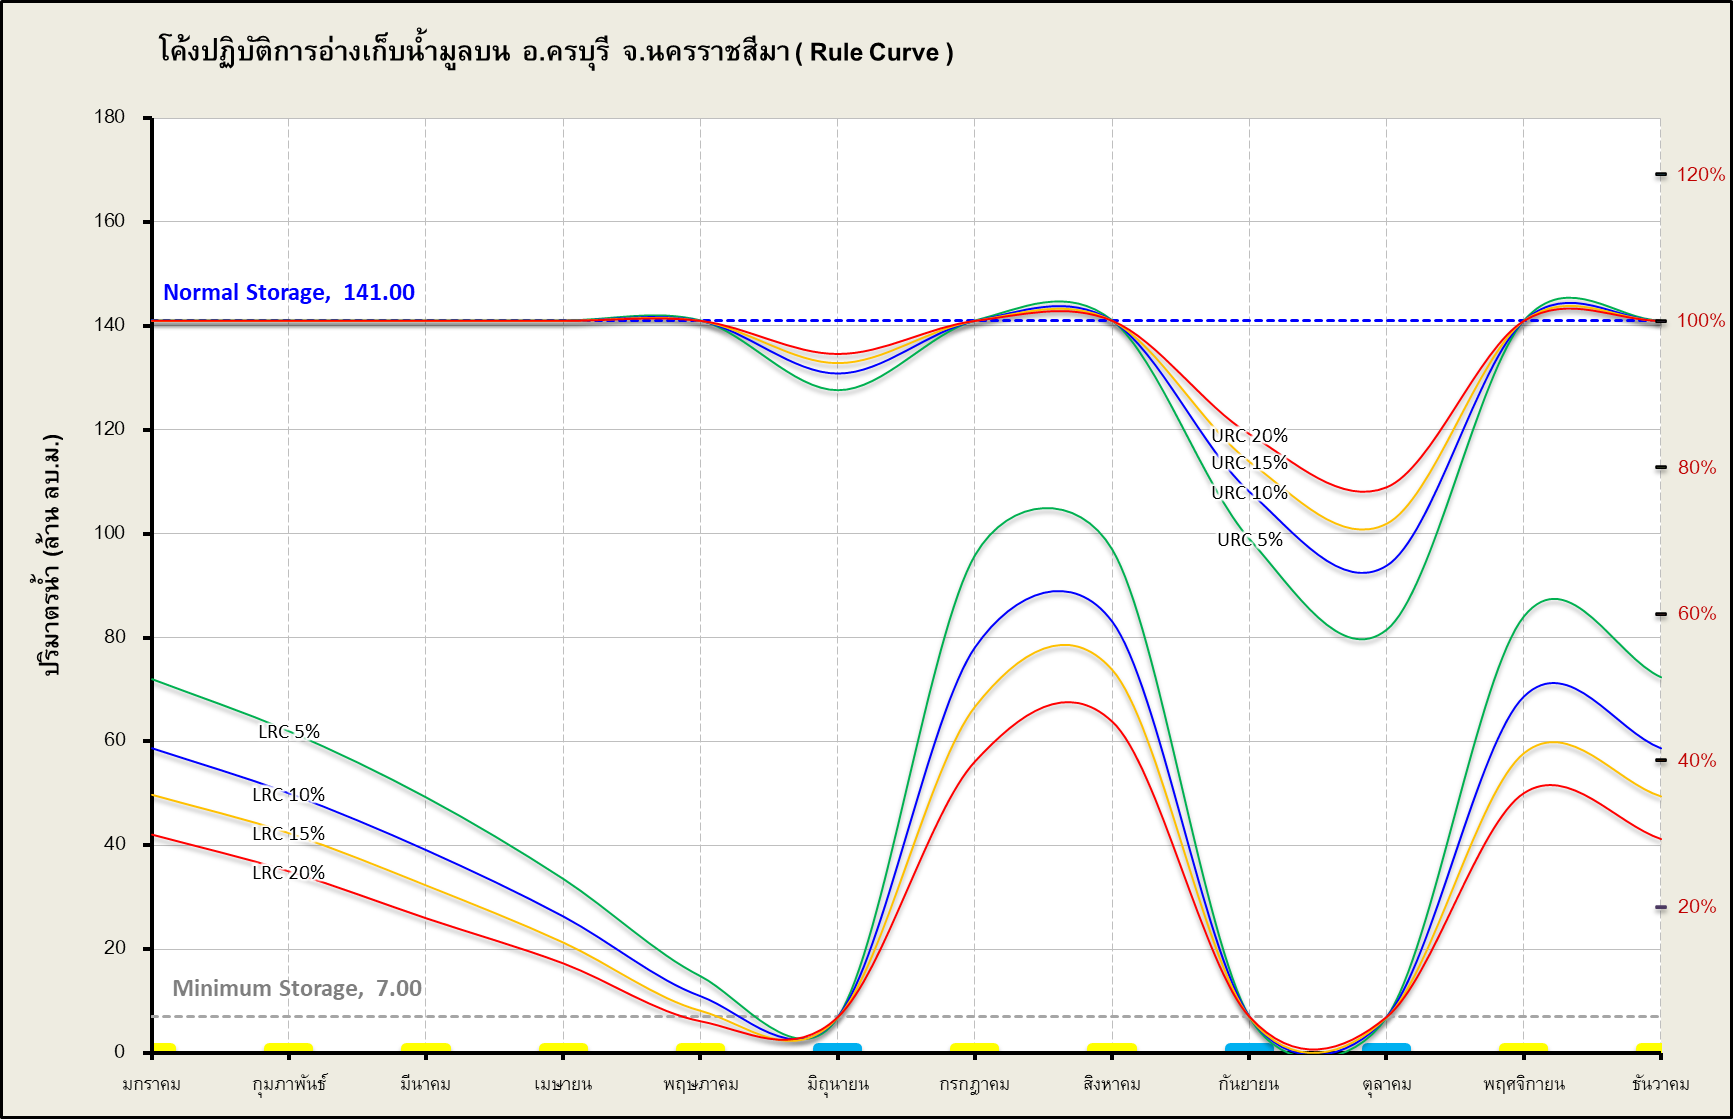 โค้งปฏิบัติการอ่างเก็บน้ำมูลบน อ.ครบุรี จ.นครราชสีมา ( Rule Curve )
180
160
140
120
100
80
60
40
20
0
ปริมาตรน้ำ (ล้าน ลบ.ม.)
120%
100%
80%
60%
40%
20%
Normal Storage, 141.00
URC 20%
URC 15%
URC 10%
URC 5%
LRC 5%
LRC 10%
LRC 15%
LRC 20%
Minimum Storage, 7.00
มกราคม กุมภาพันธ์ มีนาคม เมษายน พฤษภาคม มิถุนายน กรกฎาคม สิงหาคม กันยายน ตุลาคม พฤศจิกายน ธันวาคม